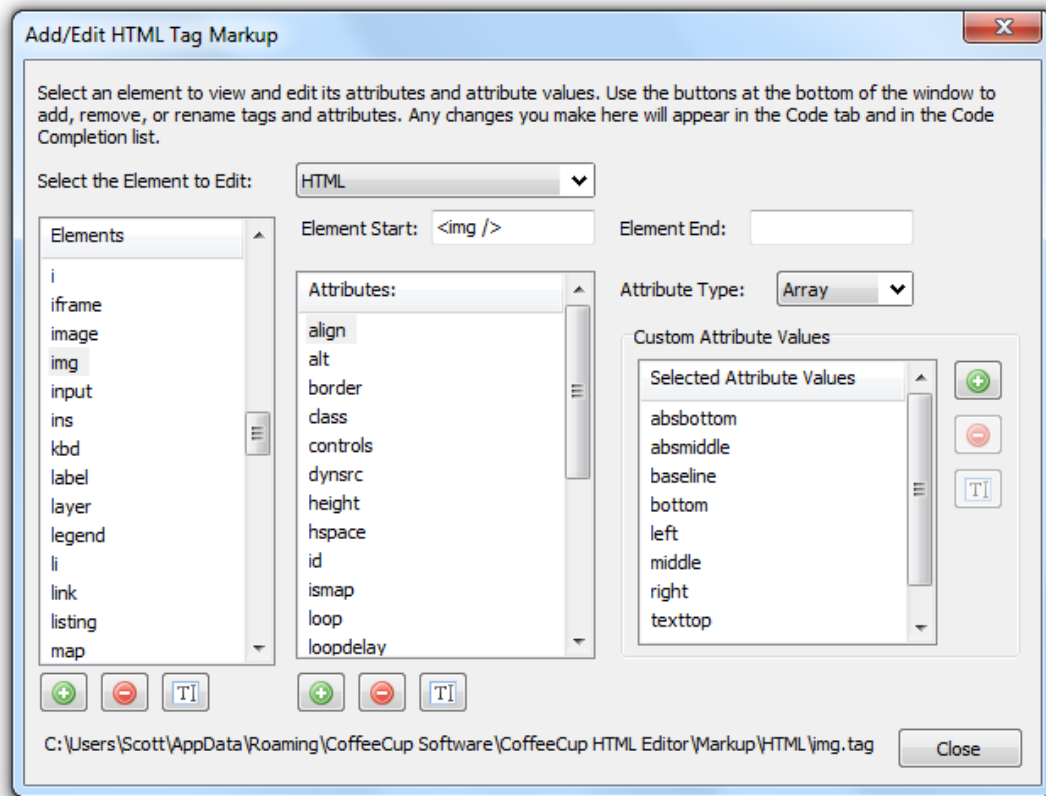 Add/Edit HTML Tag Markup
X
Select an element to view and edit its attributes and attribute values. Use the buttons at the bottom of the window to
add, remove, or rename tags and attributes. Any changes you make here will appear in the Code tab and in the Code
Completion list.
Select the Element to Edit:
HTML
Elements
i
iframe
image
img
input
ins
kbd
label
layer
legend
li
link
listing
map
Element Start:
<img />
Element End:
Attributes:
align
alt
border
class
controls
dynsrc
height
hspace
id
ismap
loop
loopdelay
Attribute Type:
Array
Custom Attribute Values
Selected Attribute Values
absbottom
absmiddle
baseline
bottom
left
middle
right
texttop
TI
TI
TI
C:\Users\Scott\AppData\Roaming\CoffeeCup Software\CoffeeCup HTML Editor\Markup\HTML\img.tag
Close